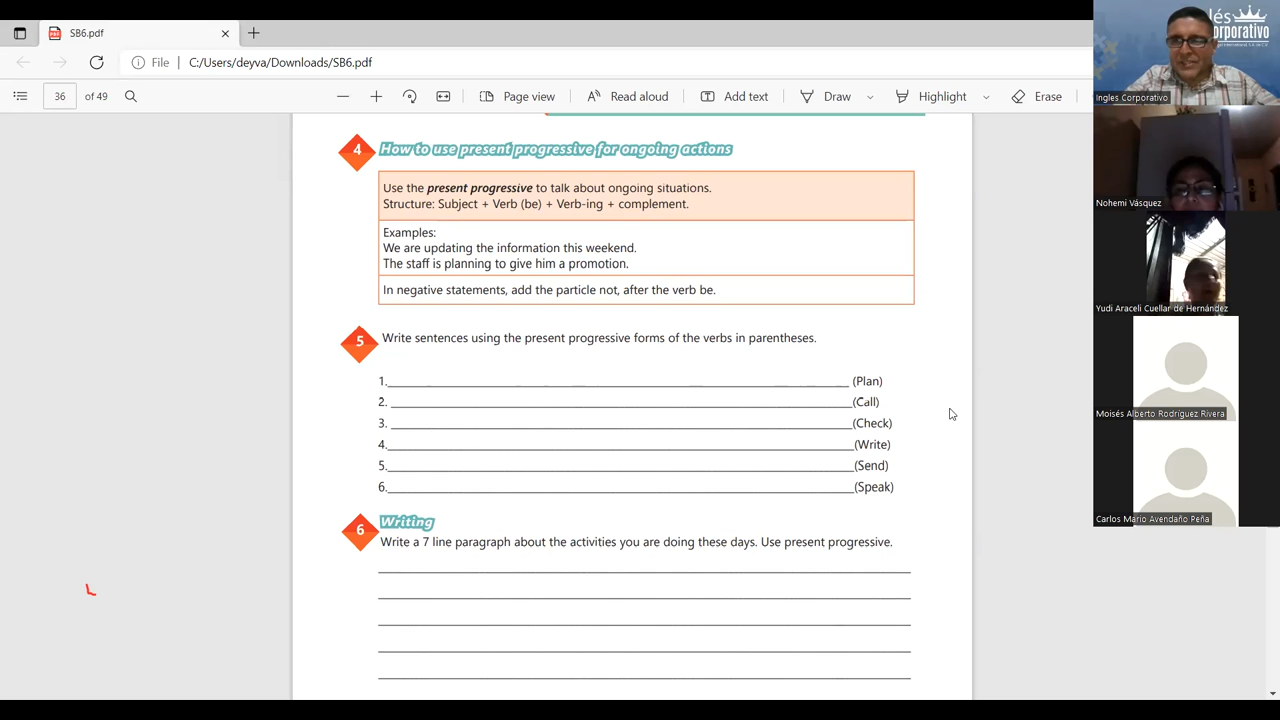 SB6.pdf
File
C:/Users/deyva/Downloads/SB6.pdf
36
of 49
Page view
Read aloud
Add text
Draw
Highlight
Erase
4
How to use present progressive for ongoing actions
Use the present progressive to talk about ongoing situations.
Structure: Subject + Verb (be) + Verb-ing + complement.
Examples:
We are updating the information this weekend.
The staff is planning to give him a promotion.
In negative statements, add the particle not, after the verb be.
5
Write sentences using the present progressive forms of the verbs in parentheses.
1. (Plan)
2. (Call)
3. (Check)
4. (Write)
5. (Send)
6. (Speak)
6
Writing
Write a 7 line paragraph about the activities you are doing these days. Use present progressive.
lés
orporativo
Ingles Corporativo
Nohemi Vásquez
Yudi Araceli Cuellar de Hernández
Moisés Alberto Rodríguez Rivera
Carlos Mario Avendaño Peña